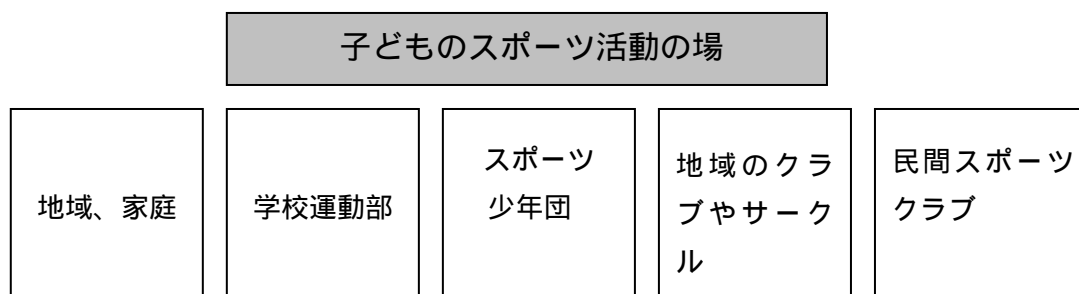 子どものスポーツ活動の場
地域、家庭
学校運動部
スポーツ
少年団
地域のクラ
ブやサーク
ル
民間スポーツ
クラブ